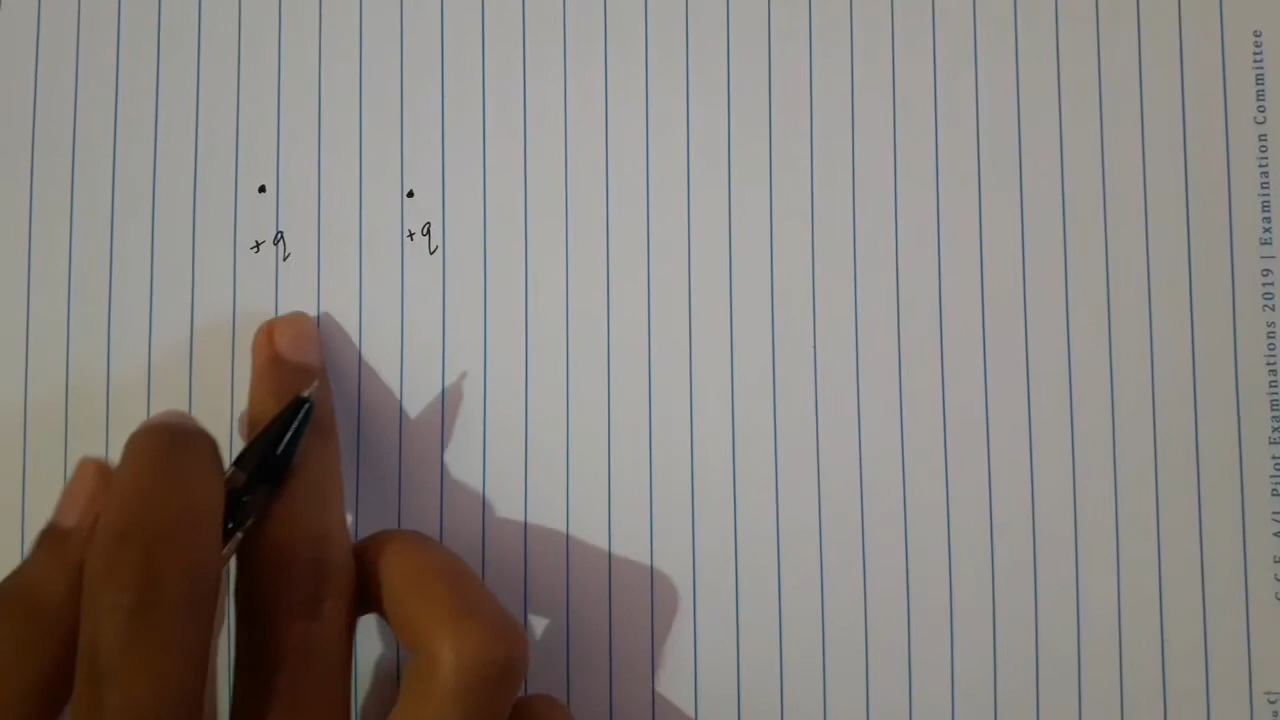 +q +q
G.C.E. A/L Pilot Examinations 2019 | Examination Committee